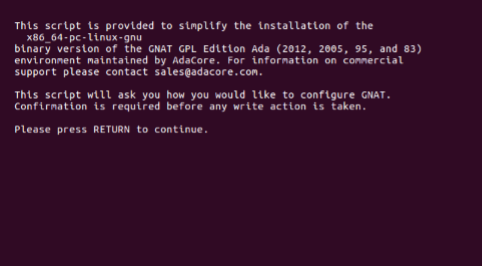 This script is provided to simplify the installation of the
x86_64-pc-linux-gnu
binary version of the GNAT GPL Edition Ada (2012, 2005, 95, and 83)
environment maintained by AdaCore. For information on commercial
support please contact sales@adacore.com.
This script will ask you how you would like to configure GNAT.
Confirmation is required before any write action is taken.
Please press RETURN to continue.